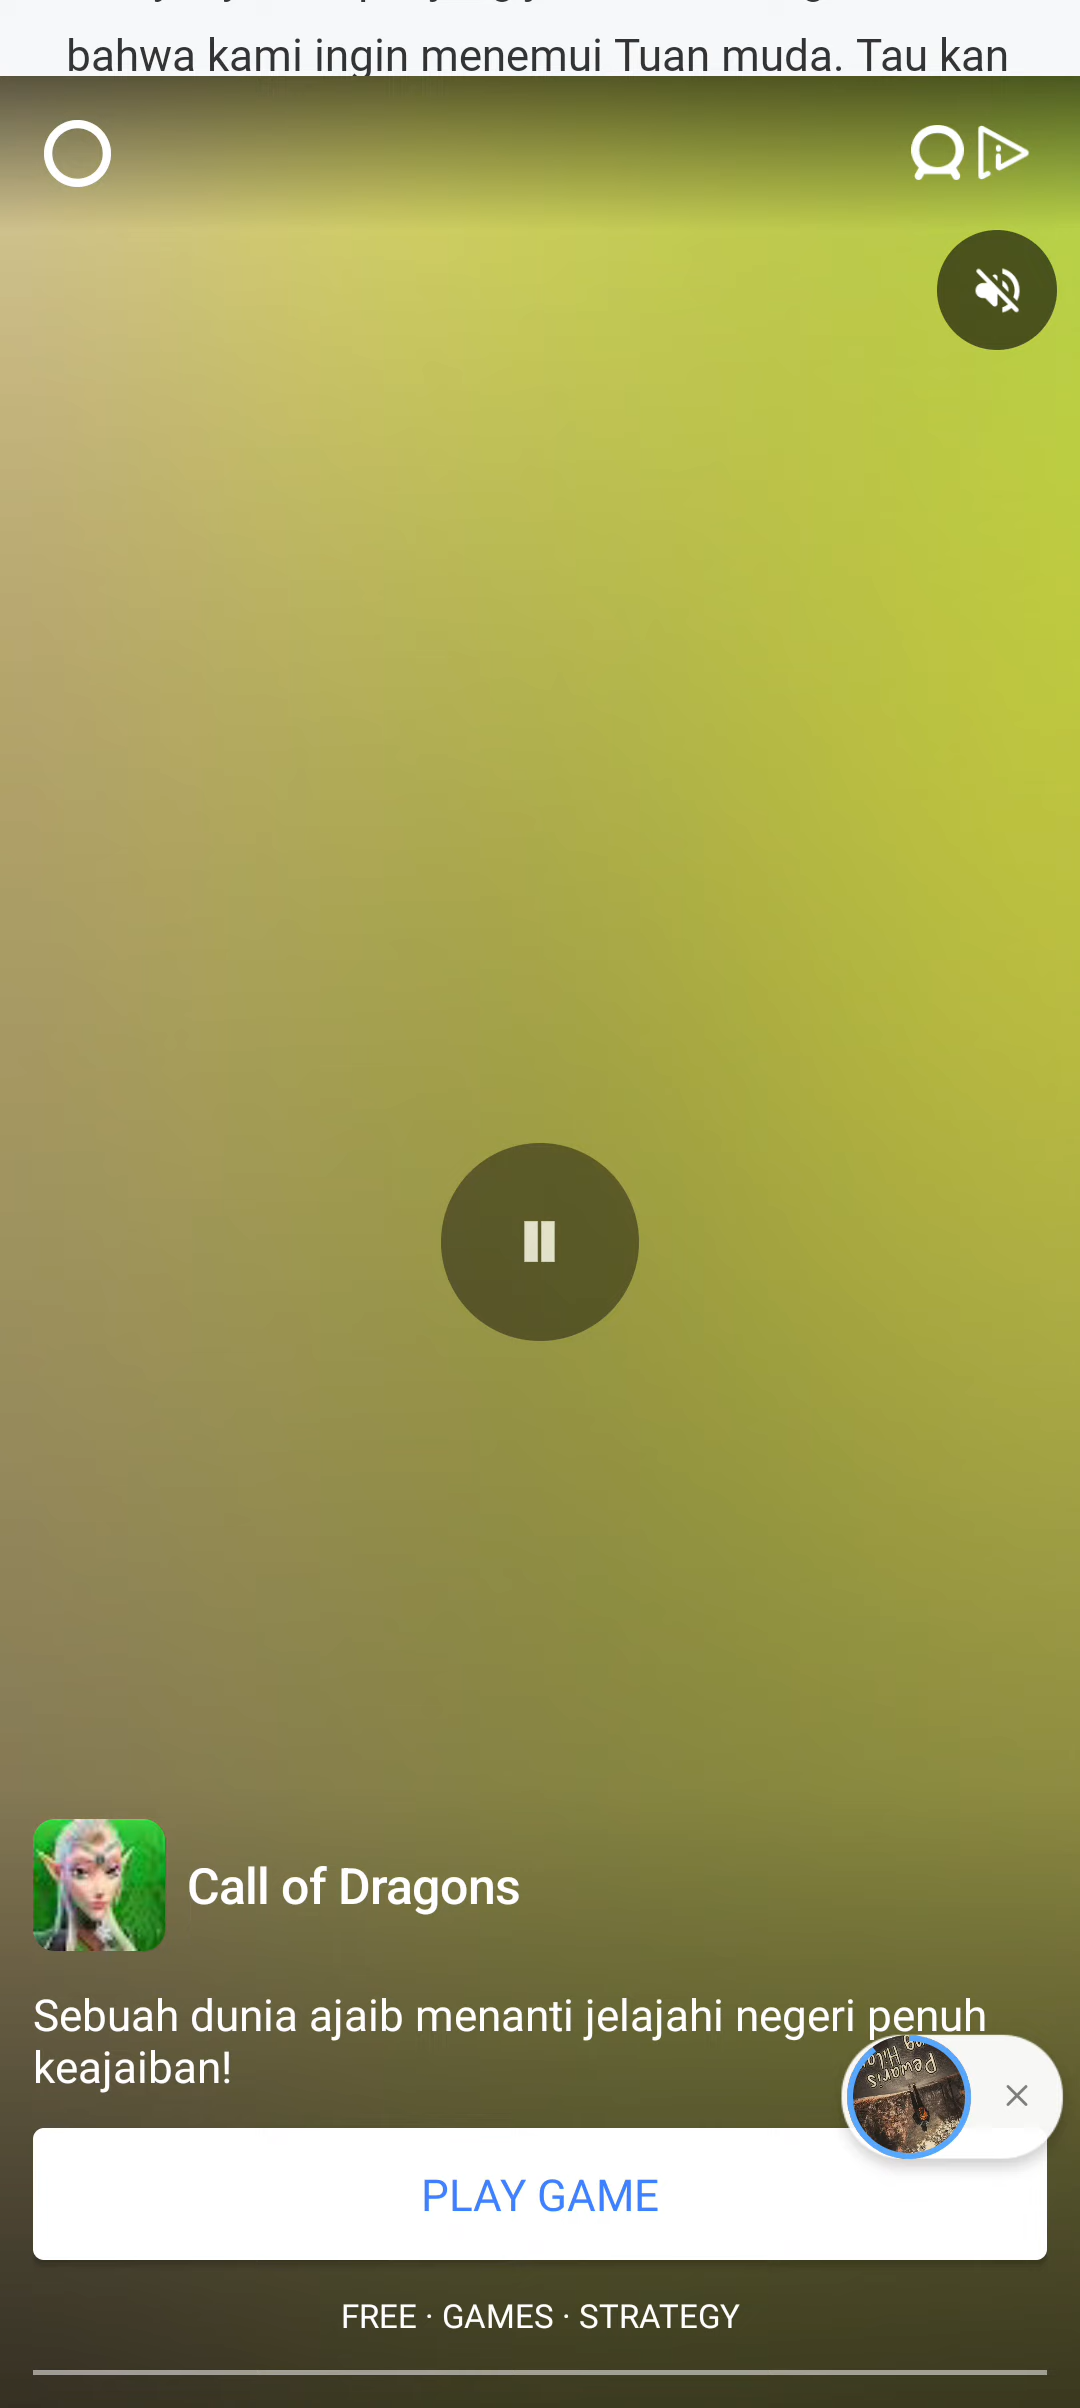 bahwa kami ingin menemui Tuan muda. Tau kan
Call of Dragons
Sebuah dunia ajaib menanti jelajahi negeri penuh
keajaiban!
Pewaris
PLAY GAME
FREE · GAMES · STRATEGY